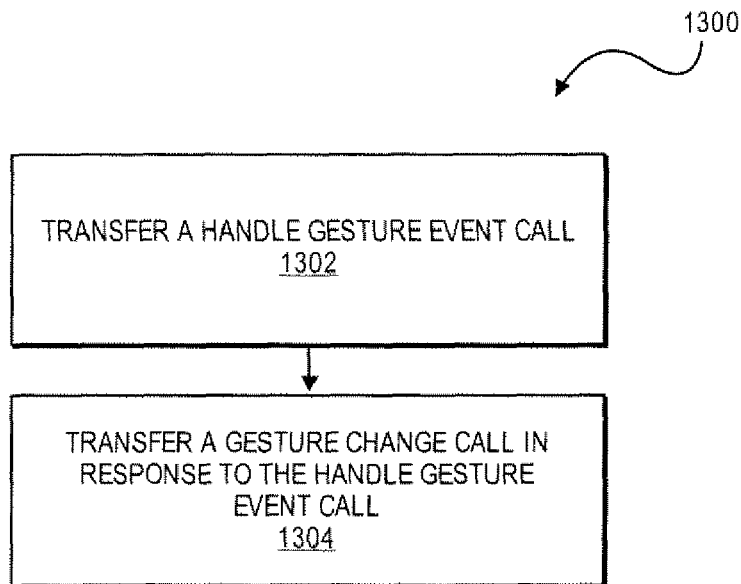 1300
TRANSFER A HANDLE GESTURE EVENT CALL
1302
TRANSFER A GESTURE CHANGE CALL IN
RESPONSE TO THE HANDLE GESTURE
EVENT CALL
1304